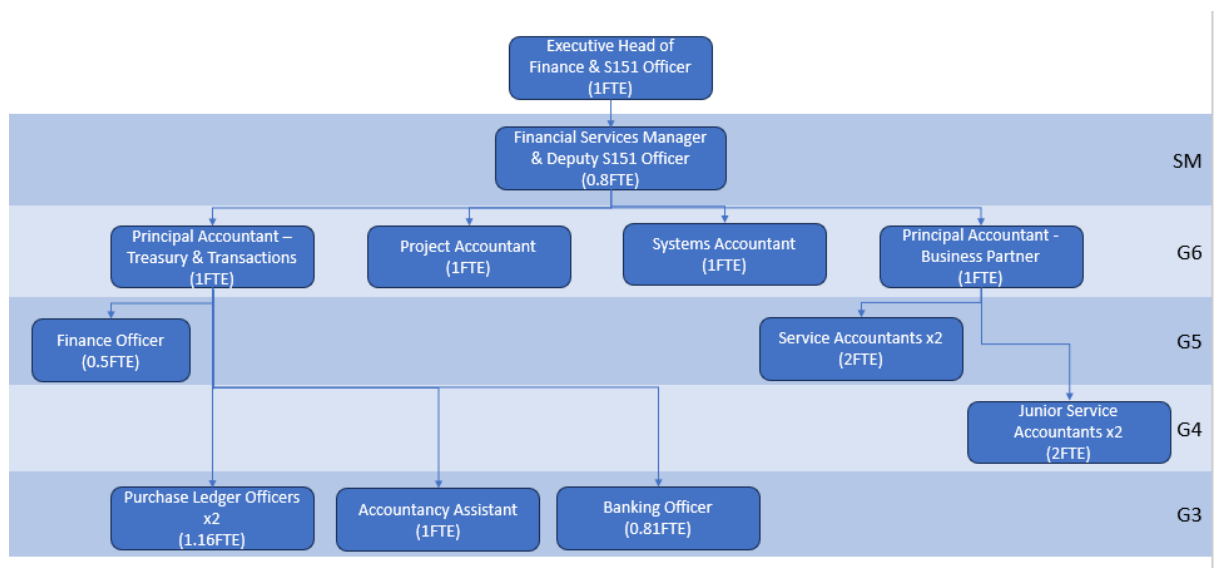 Executive Head of
Finance & S151 Officer
(1FTE)
Financial Services Manager
& Deputy S151 Officer
(0.8FTE)
SM
Principal Accountant –
Treasury & Transactions
(1FTE)
Project Accountant
(1FTE)
Systems Accountant
(1FTE)
Principal Accountant -
Business Partner
(1FTE)
G6
Finance Officer
(0.5FTE)
Service Accountants x2
(2FTE)
G5
Junior Service
Accountants x2
(2FTE)
G4
Purchase Ledger Officers
x2
(1.16FTE)
Accountancy Assistant
(1FTE)
Banking Officer
(0.81FTE)
G3